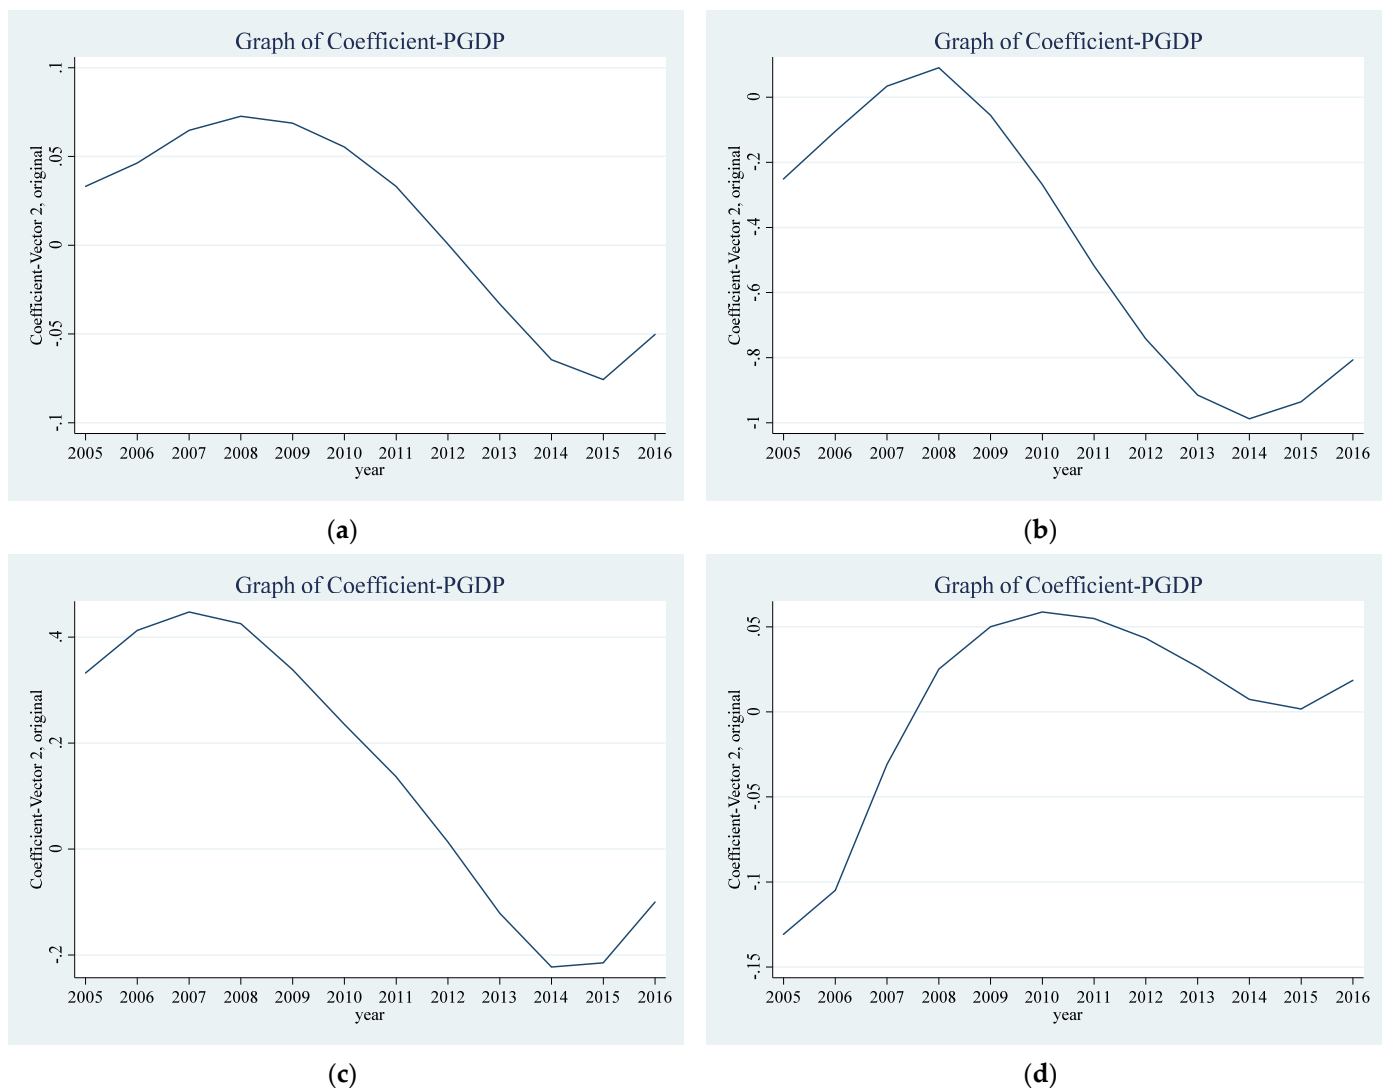 Graph of Coefficient-PGDP
Coefficient-Vector 2, original
.1
.05
0
-.05
-.1
2005 2006 2007 2008 2009 2010 2011 2012 2013 2014 2015 2016
year
(a)
Graph of Coefficient-PGDP
Coefficient-Vector 2, original
0
-.2
-.4
-.6
-.8
-1
2005 2006 2007 2008 2009 2010 2011 2012 2013 2014 2015 2016
year
(b)
Graph of Coefficient-PGDP
Coefficient-Vector 2, original
.4
.2
0
-.2
2005 2006 2007 2008 2009 2010 2011 2012 2013 2014 2015 2016
year
(c)
Graph of Coefficient-PGDP
Coefficient-Vector 2, original
.05
0
-.05
-.1
-.15
2005 2006 2007 2008 2009 2010 2011 2012 2013 2014 2015 2016
year
(d)